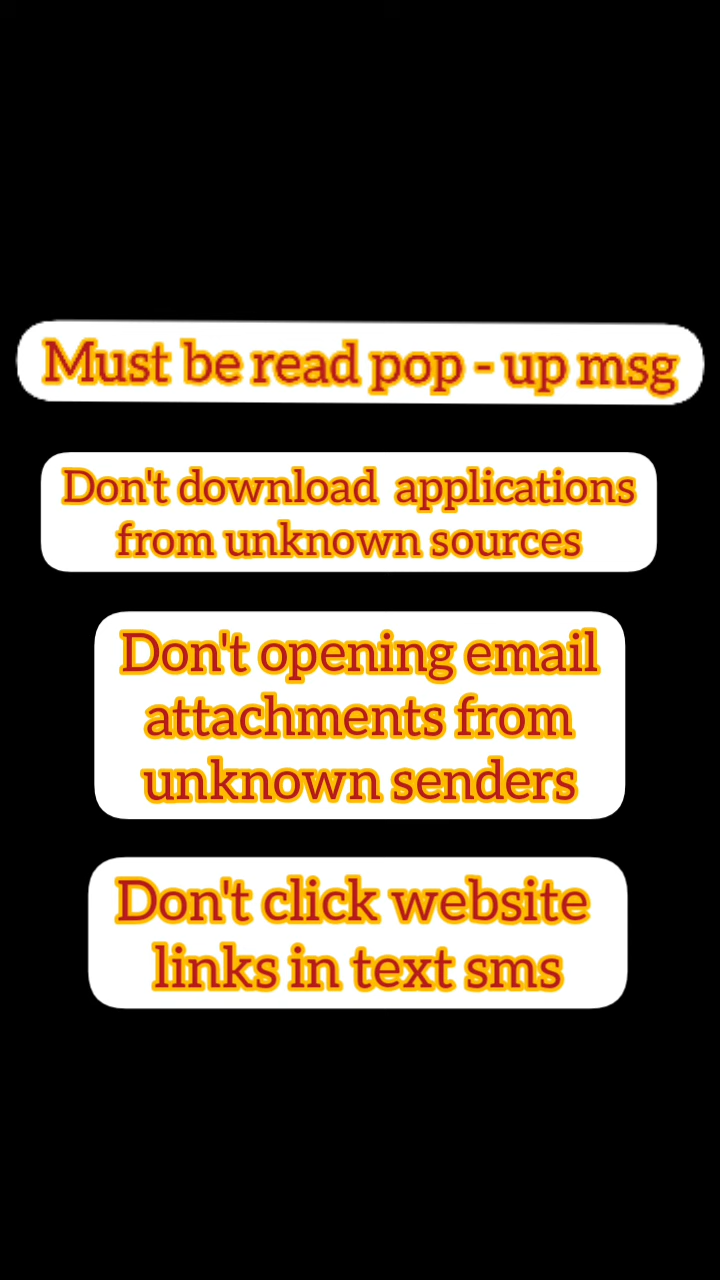 Must be read pop - up msg
Don't download applications
from unknown sources
Don't opening email
attachments from
unknown senders
Don't click website
links in text sms